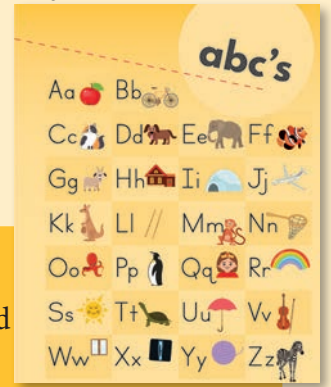 abc's
Aa Bb
Cc Dd Ee Ff
Gg Hh Ii Jj
Kk Ll Mm Nn
Oo Pp Qq Rr
Ss Tt Uu Vv
Ww Xx Yy Zz